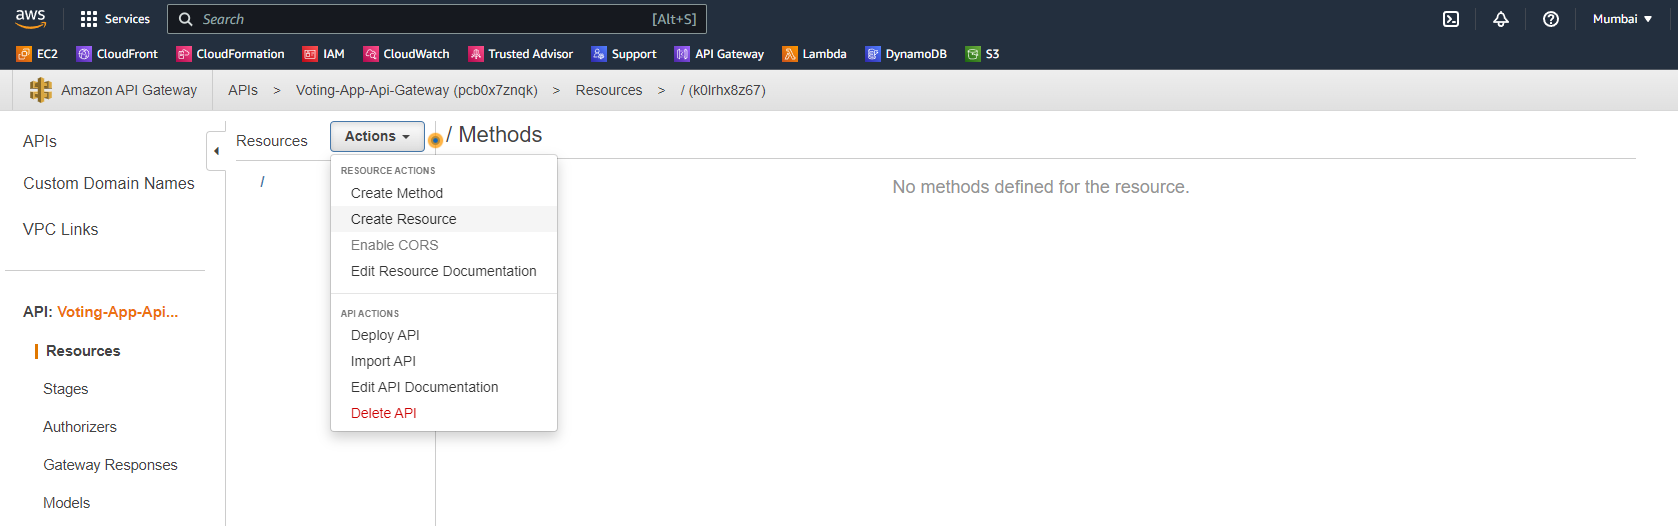 aws Services Search [Alt+S] Mumbai
EC2 CloudFront CloudFormation IAM CloudWatch Trusted Advisor Support API Gateway Lambda DynamoDB S3
Amazon API Gateway APIs > Voting-App-Api-Gateway (pcb0x7znqk) > Resources > / (k0lrhx8z67)
APIs
Custom Domain Names
VPC Links
API: Voting-App-Api...
Resources
Stages
Authorizers
Gateway Responses
Models
Resources Actions
/
RESOURCE ACTIONS
Create Method
Create Resource
Enable CORS
Edit Resource Documentation
API ACTIONS
Deploy API
Import API
Edit API Documentation
Delete API
/ Methods
No methods defined for the resource.